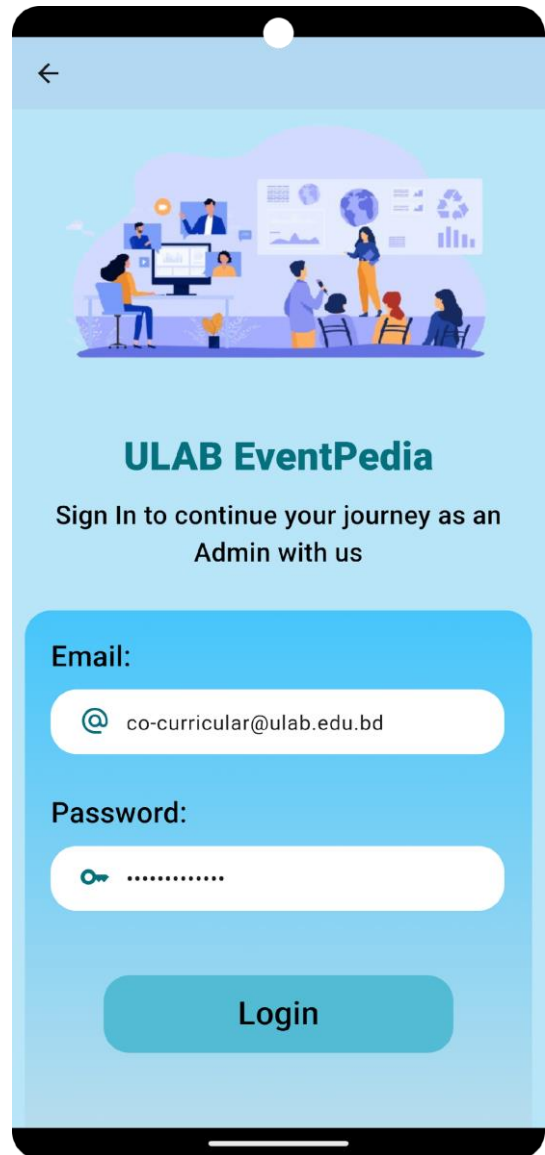 ULAB EventPedia
Sign In to continue your journey as an
Admin with us
Email:
@ co-curricular@ulab.edu.bd
Password:
•••••••••••••
Login